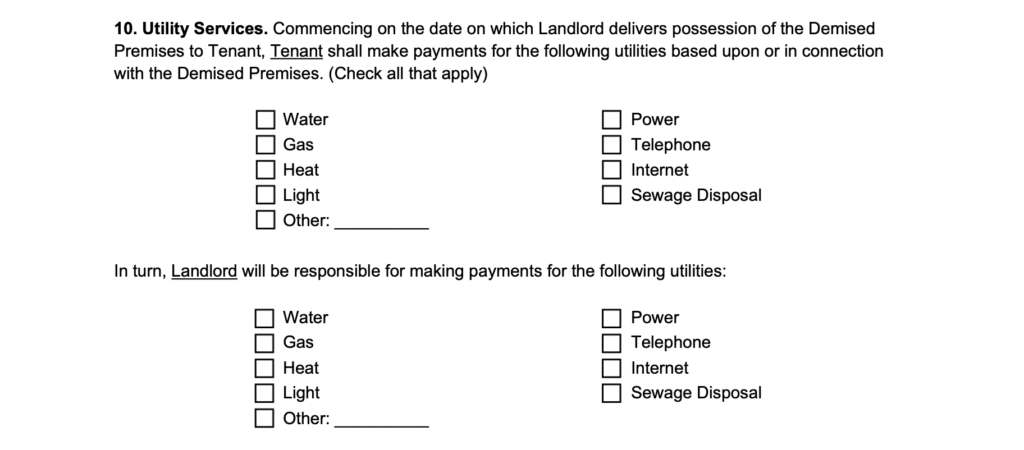 10. Utility Services. Commencing on the date on which Landlord delivers possession of the Demised
Premises to Tenant, Tenant shall make payments for the following utilities based upon or in connection
with the Demised Premises. (Check all that apply)
☐ Water ☐ Power
☐ Gas ☐ Telephone
☐ Heat ☐ Internet
☐ Light ☐ Sewage Disposal
☐ Other: __________
In turn, Landlord will be responsible for making payments for the following utilities:
☐ Water ☐ Power
☐ Gas ☐ Telephone
☐ Heat ☐ Internet
☐ Light ☐ Sewage Disposal
☐ Other: __________